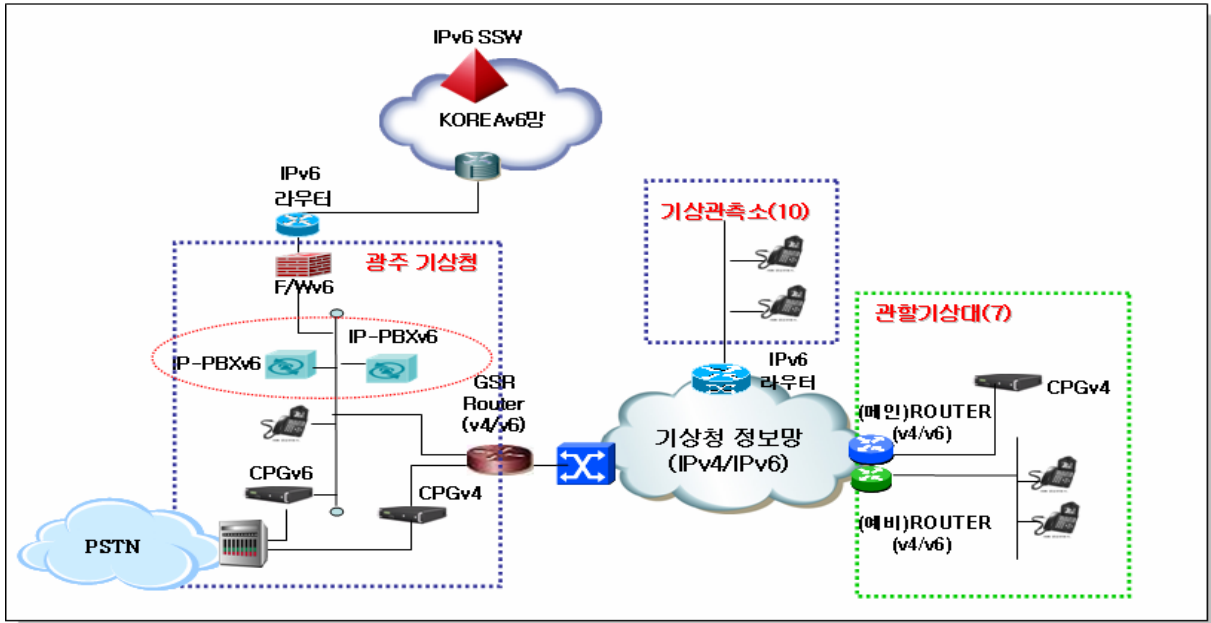 IPv6 SSW
KOREAv6망
IPv6
라우터
광주 기상청
F/Wv6
IP-PBXv6
IP-PBXv6
GSR
Router
(v4/v6)
CPGv6
CPGv4
PSTN
기상관측소(10)
IPv6
라우터
기상청 정보망
(IPv4/IPv6)
관할기상대(7)
CPGv4
(메인)ROUTER
(v4/v6)
(예비)ROUTER
(v4/v6)